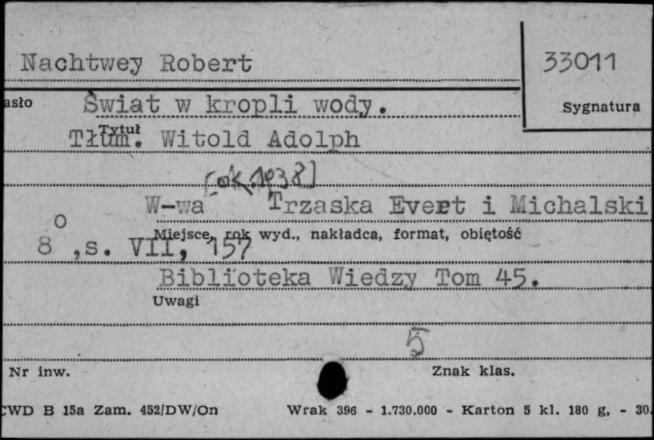 Nachtwey Robert
33011
asło Świat w kropli wody.
Sygnatura
Tytuł
Tłum. Witold Adolph
[ok. 1938]
W-wa Trzaska Evert i Michalski
Miejsce, rok wyd., nakładca, format, objętość
8°, s. VII, 157
Biblioteka Wiedzy Tom 45.
Uwagi
5
Nr inw. Znak klas.
CWD B 15a Zam. 452/DW/On Wrak 396 - 1.730.000 - Karton 5 kl. 180 g, - 30.